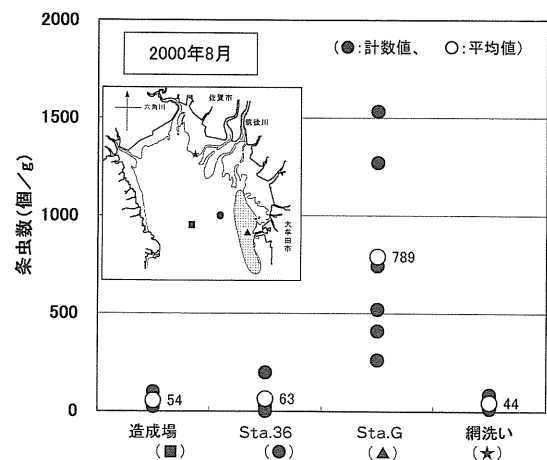 2000
2000年8月
(●:計数値、 ○:平均値)
佐賀市
六角川
筑後川
1500
大牟田市
条虫数(個/g)
1000
789
500
54
63
44
0
造成場
Sta.36
Sta.G
網洗い
(■)
(●)
(▲)
(★)